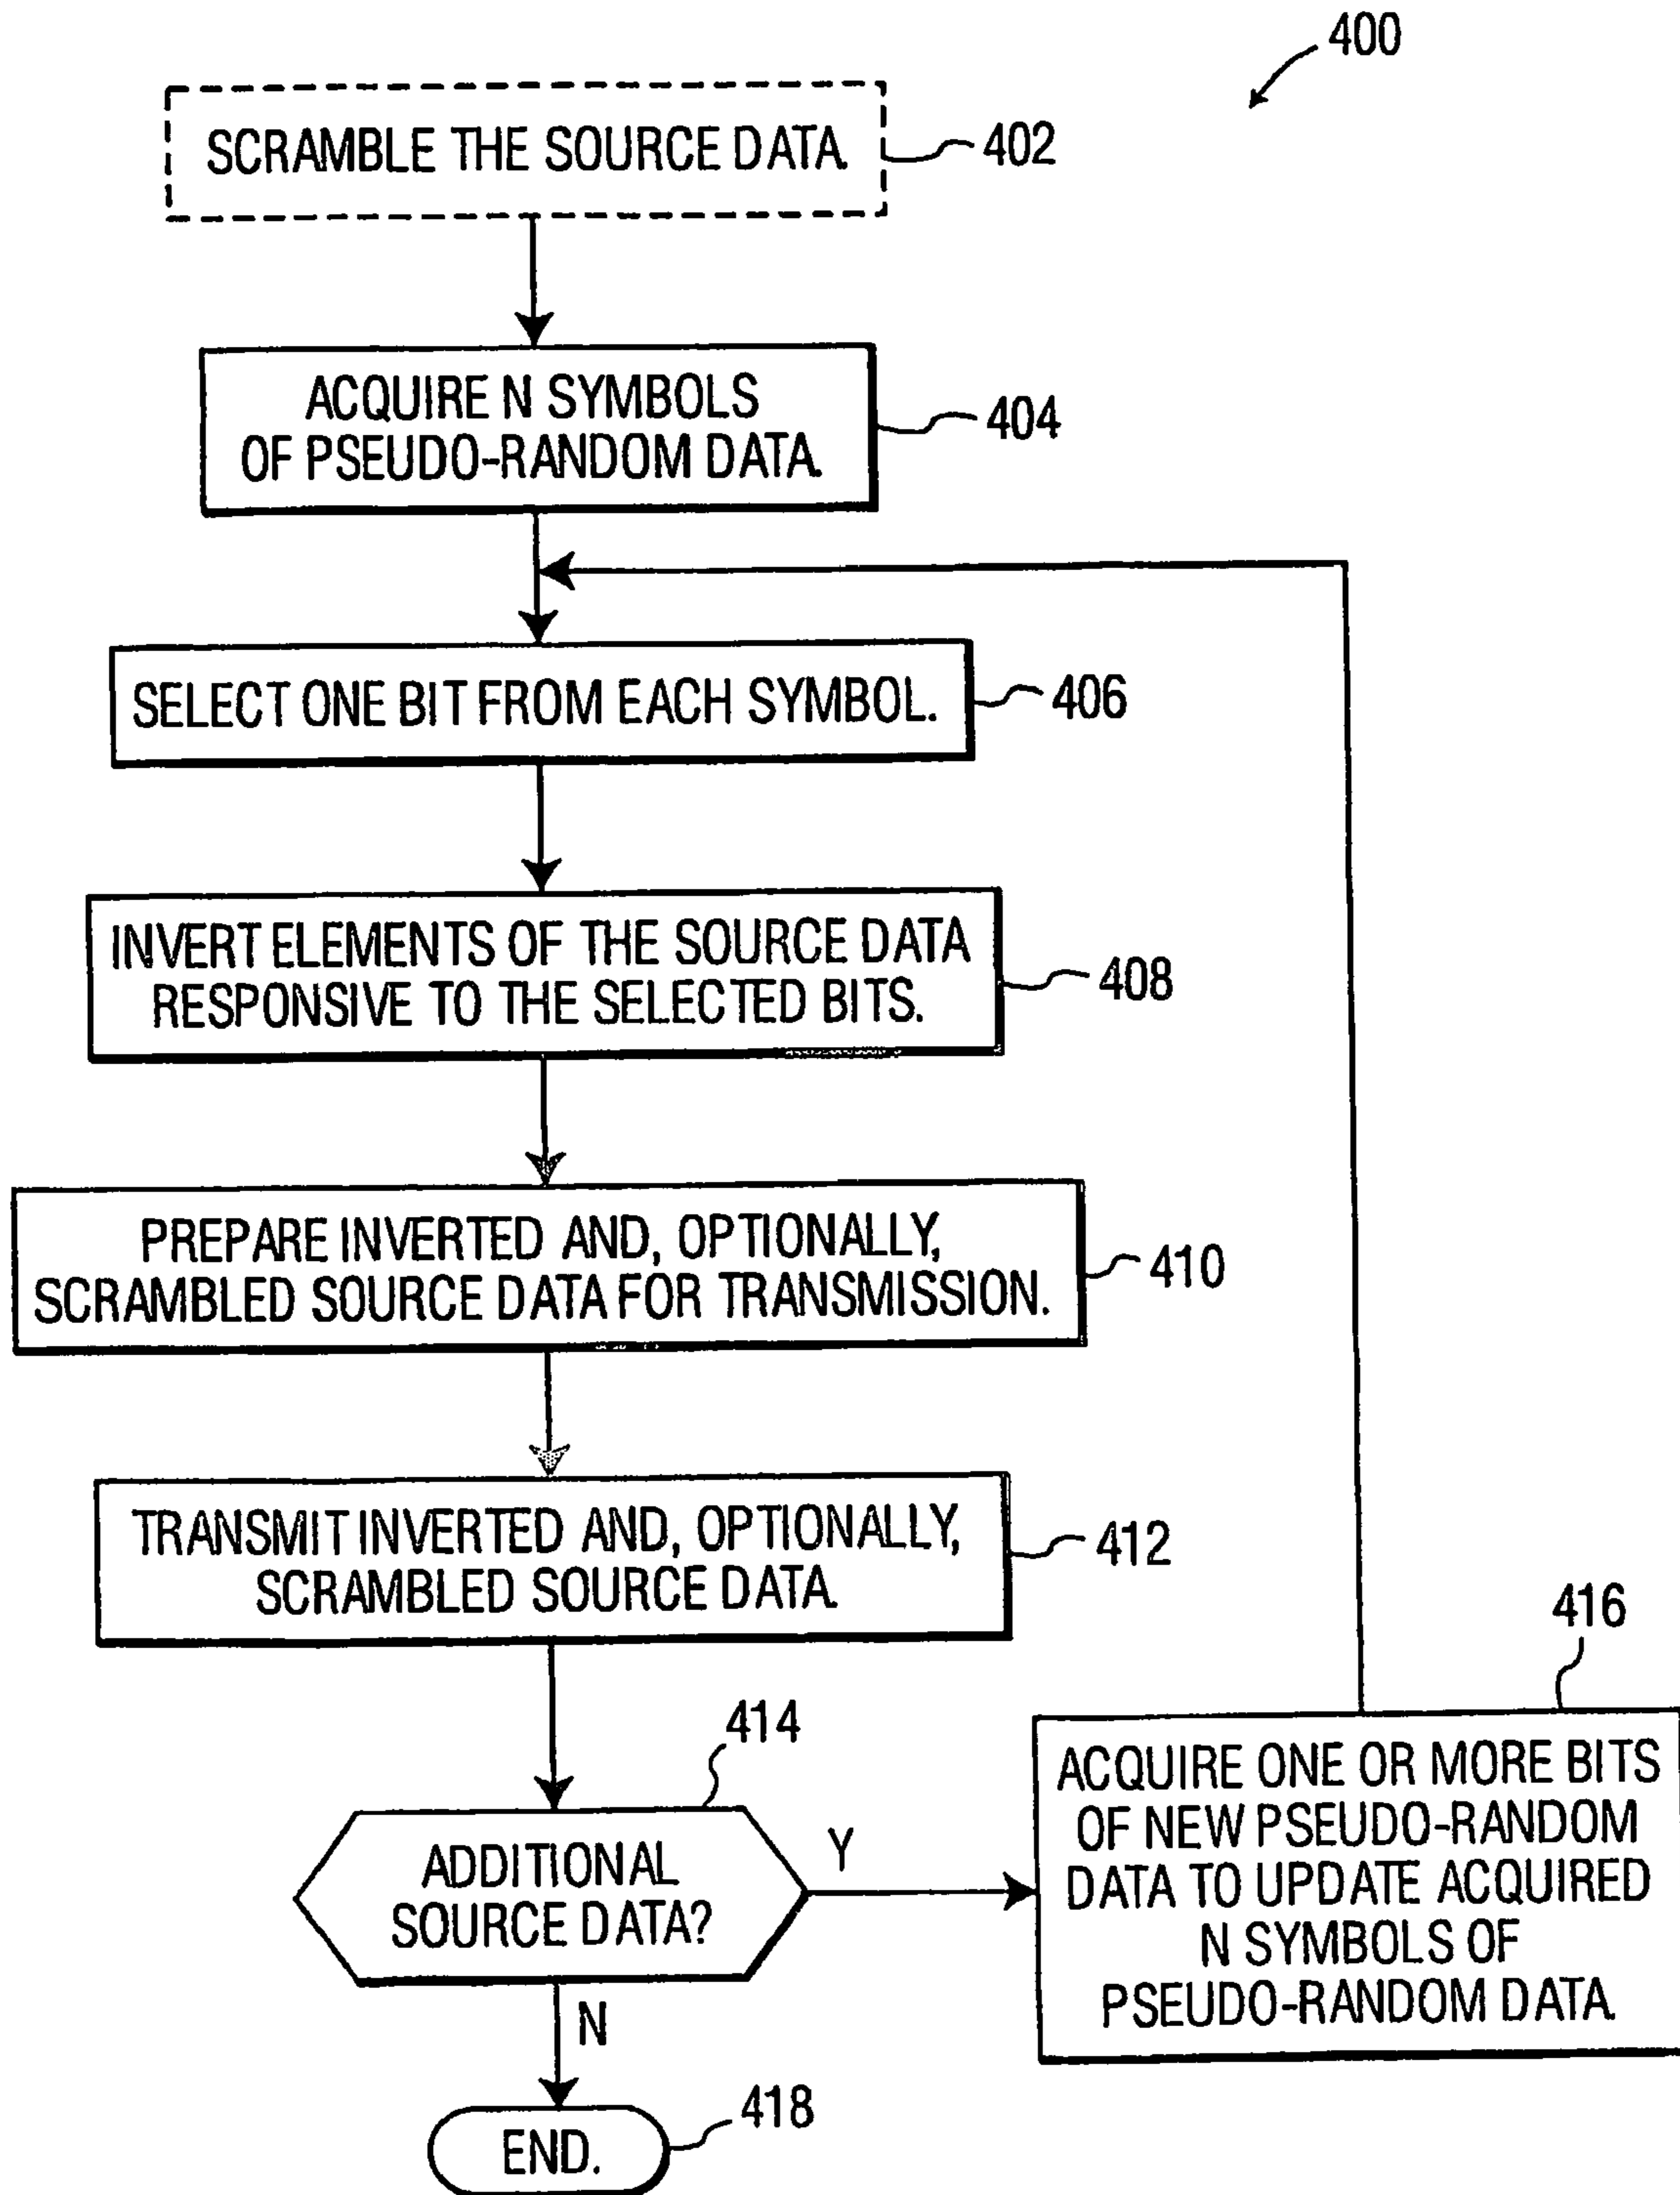 400
SCRAMBLE THE SOURCE DATA.
402
ACQUIRE N SYMBOLS
OF PSEUDO-RANDOM DATA.
404
SELECT ONE BIT FROM EACH SYMBOL.
406
INVERT ELEMENTS OF THE SOURCE DATA
RESPONSIVE TO THE SELECTED BITS.
408
PREPARE INVERTED AND, OPTIONALLY,
SCRAMBLED SOURCE DATA FOR TRANSMISSION.
410
TRANSMIT INVERTED AND, OPTIONALLY,
SCRAMBLED SOURCE DATA.
412
414
ADDITIONAL
SOURCE DATA?
Y
416
ACQUIRE ONE OR MORE BITS
OF NEW PSEUDO-RANDOM
DATA TO UPDATE ACQUIRED
N SYMBOLS OF
PSEUDO-RANDOM DATA.
N
END.
418